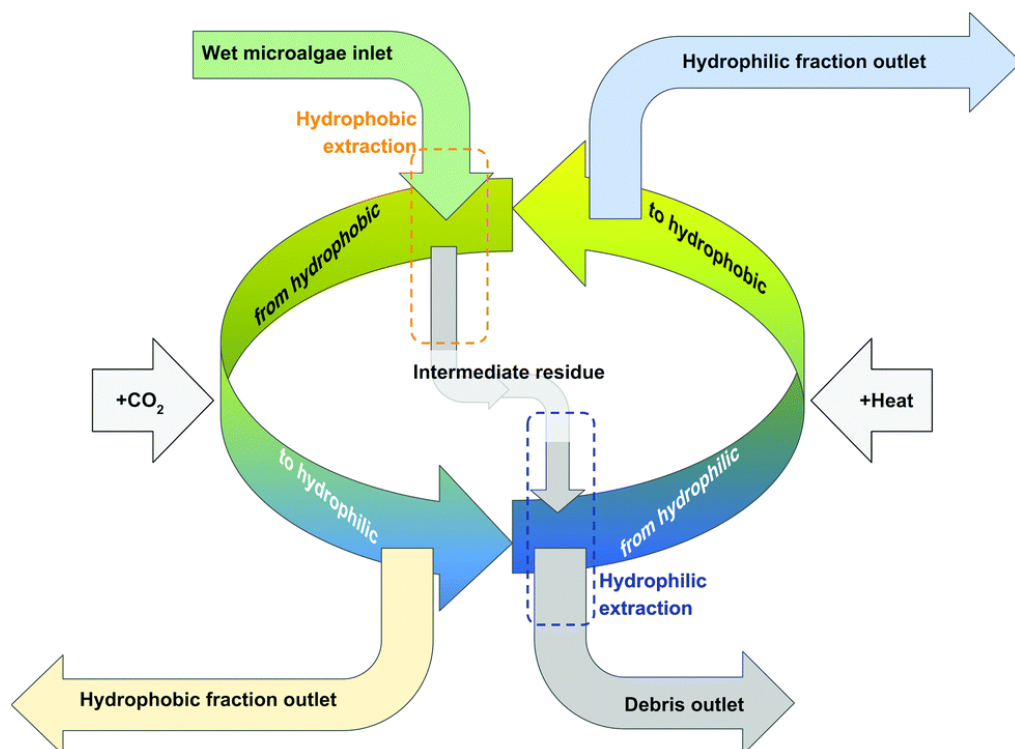 Wet microalgae inlet
Hydrophilic fraction outlet
Hydrophobic
extraction
from hydrophobic
to hydrophobic
Intermediate residue
+CO₂
+Heat
to hydrophilic
from hydrophilic
Hydrophilic
extraction
Hydrophobic fraction outlet
Debris outlet